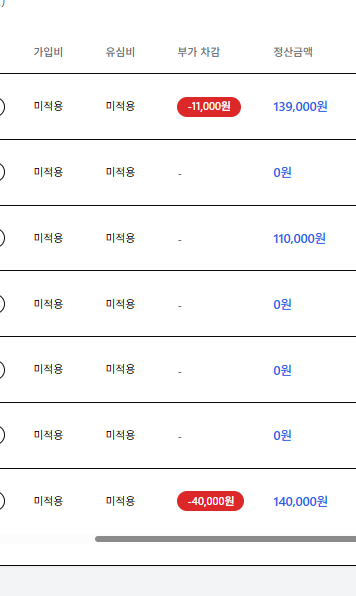 가입비 유심비 부가 차감 정산금액
미적용 미적용 -11,000원 139,000원
미적용 미적용 - 0원
미적용 미적용 - 110,000원
미적용 미적용 - 0원
미적용 미적용 - 0원
미적용 미적용 - 0원
미적용 미적용 -40,000원 140,000원